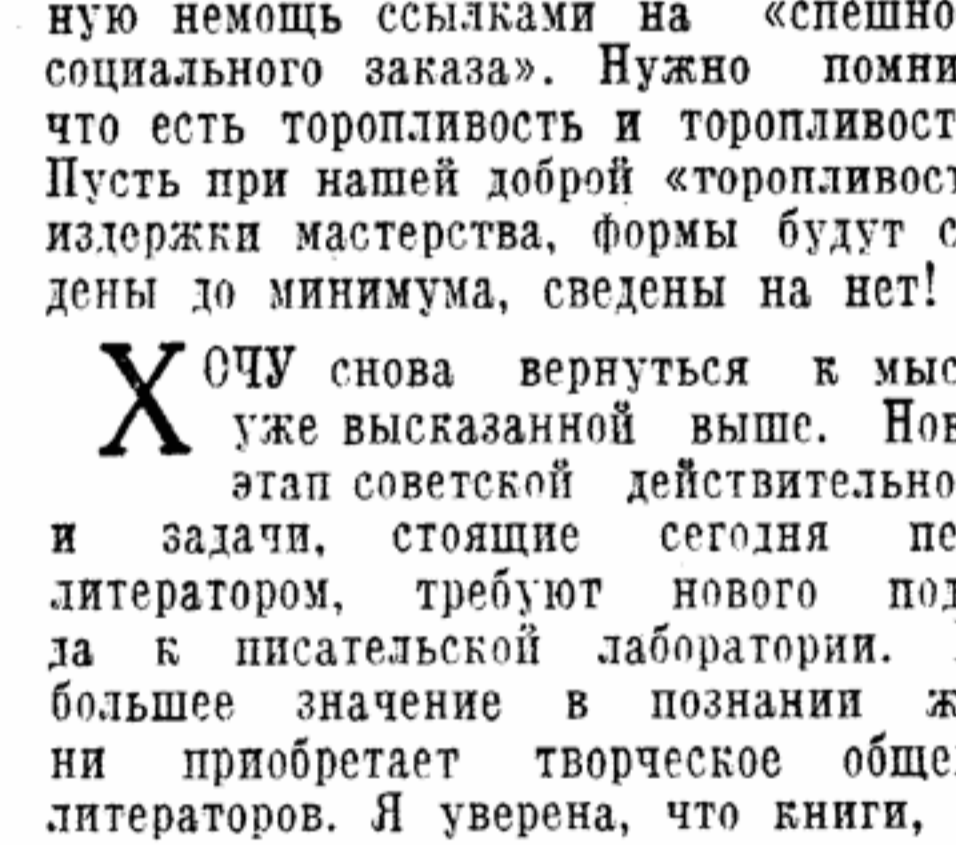 ную немощь ссылками на «спешно
социального заказа». Нужно помни
что есть торопливость и торопливост
Пусть при нашей доброй «торопливост
издержки мастерства, формы будут с
дены до минимума, сведены на нет!
ХОЧУ снова вернуться к мыс
уже высказанной выше. Нов
этап советской действительно
и задачи, стоящие сегодня пе
литератором, требуют нового под
да к писательской лаборатории.
большее значение в познании ж
ни приобретает творческое обще
литераторов. Я уверена, что книги,